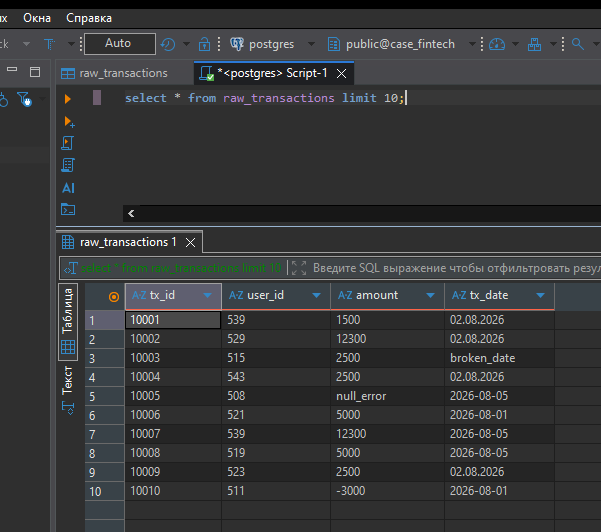 х Окна Справка
ck T Auto postgres public@case_fintech
raw_transactions *<postgres> Script-1
select * from raw_transactions limit 10;
AI
raw_transactions 1
select * from raw_transactions limit 10 Введите SQL выражение чтобы отфильтровать резул
Таблица
Текст
A-Z tx_id A-Z user_id A-Z amount A-Z tx_date
1 10001 539 1500 02.08.2026
2 10002 529 12300 02.08.2026
3 10003 515 2500 broken_date
4 10004 543 2500 02.08.2026
5 10005 508 null_error 2026-08-05
6 10006 521 5000 2026-08-01
7 10007 539 12300 2026-08-05
8 10008 519 5000 2026-08-05
9 10009 523 2500 02.08.2026
10 10010 511 -3000 2026-08-01